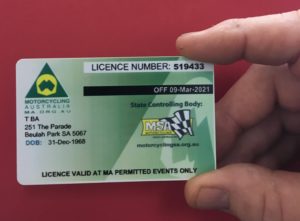 LICENCE NUMBER: 519433
OFF 09-Mar-2021
MOTORCYCLING
AUSTRALIA
MA.ORG.AU
T BA
251 The Parade
Beulah Park SA 5067
DOB: 31-Dec-1968
State Controlling Body:
MSA
motorcyclingsa.org.au
LICENCE VALID AT MA PERMITTED EVENTS ONLY